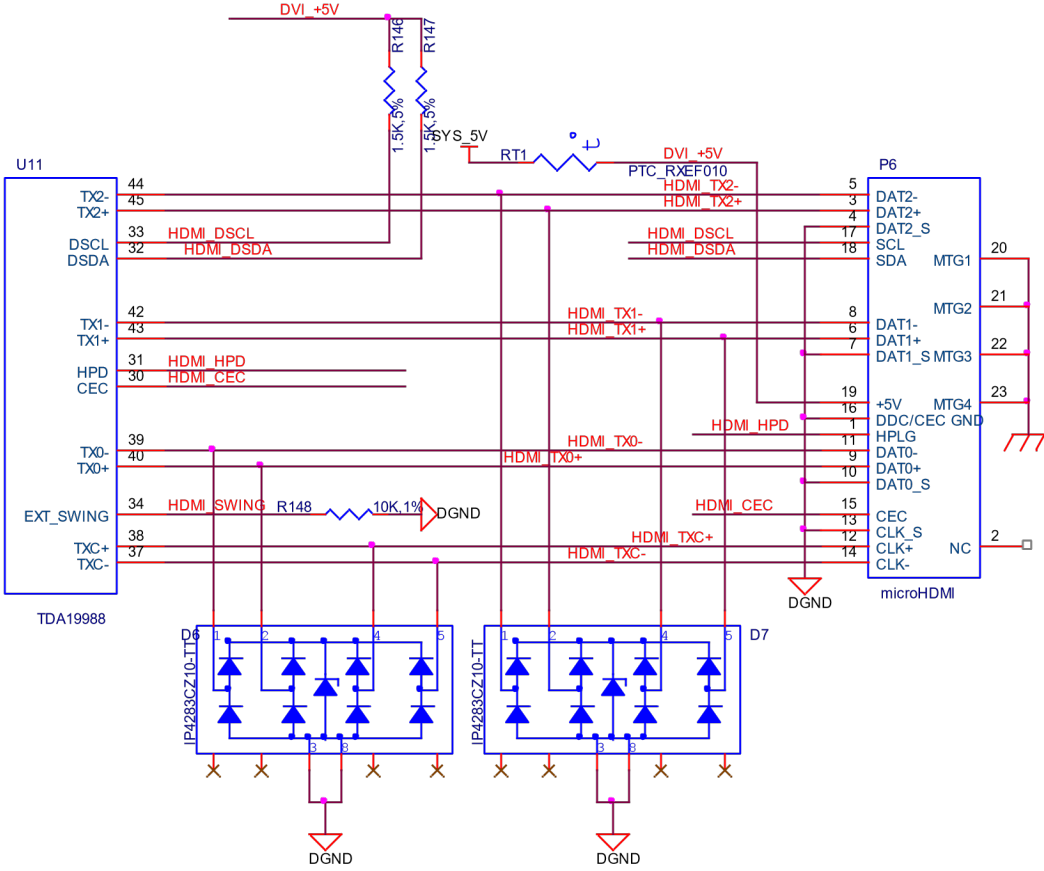 DVI_+5V
R146
R147
1.5K,5%
1.5K,5%
SYS_5V
RT1
t
DVI_+5V
PTC_RXEF010
U11
P6
44 TX2-
45 TX2+
33 DSCL HDMI_DSCL
32 DSDA HDMI_DSDA
42 TX1-
43 TX1+
31 HPD HDMI_HPD
30 CEC HDMI_CEC
39 TX0-
40 TX0+
34 EXT_SWING HDMI_SWING R148 10K,1% DGND
38 TXC+
37 TXC-
TDA19988
HDMI_TX2- 5 DAT2-
HDMI_TX2+ 3 DAT2+
4 DAT2_S
HDMI_DSCL 17 SCL
HDMI_DSDA 18 SDA
HDMI_TX1- 8 DAT1-
HDMI_TX1+ 6 DAT1+
7 DAT1_S
19 +5V
16 DDC/CEC GND
HDMI_HPD 1 HPLG
HDMI_TX0- 11 DAT0-
HDMI_TX0+ 9 DAT0+
10 DAT0_S
HDMI_CEC 15 CEC
13 CLK_S
HDMI_TXC+ 12 CLK+
HDMI_TXC- 14 CLK-
MTG1 20
MTG2 21
MTG3 22
MTG4 23
NC 2
microHDMI
DGND
D6
1 2 4 5
IP4283CZ10-TT
3 8
DGND
D7
1 2 4 5
IP4283CZ10-TT
3 8
DGND